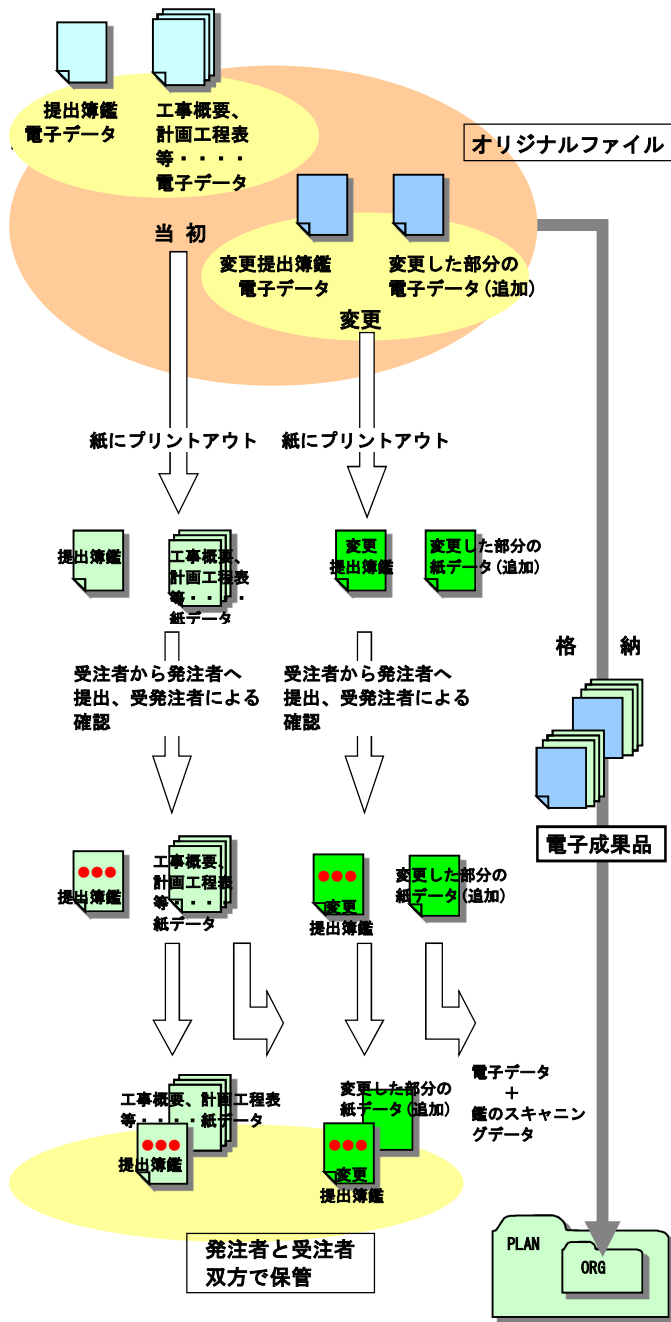 提出簿鑑
電子データ
工事概要、
計画工程表
等・・・・
電子データ
オリジナルファイル
当 初
変更提出簿鑑
電子データ
変更した部分の
電子データ(追加)
変更
紙にプリントアウト
紙にプリントアウト
提出簿鑑
工事概要、
計画工程表
等・・・・
紙データ
変更
提出簿鑑
変更した部分の
紙データ(追加)
格 納
受注者から発注者へ
提出、受発注者による
確認
受注者から発注者へ
提出、受発注者による
確認
電子成果品
提出簿鑑
工事概要、
計画工程表
等・・・・
紙データ
変更
提出簿鑑
変更した部分の
紙データ(追加)
工事概要、計画工程表
等・・・・紙データ
提出簿鑑
変更した部分の
紙データ(追加)
変更
提出簿鑑
電子データ
+
鑑のスキャニン
グデータ
発注者と受注者
双方で保管
PLAN
ORG